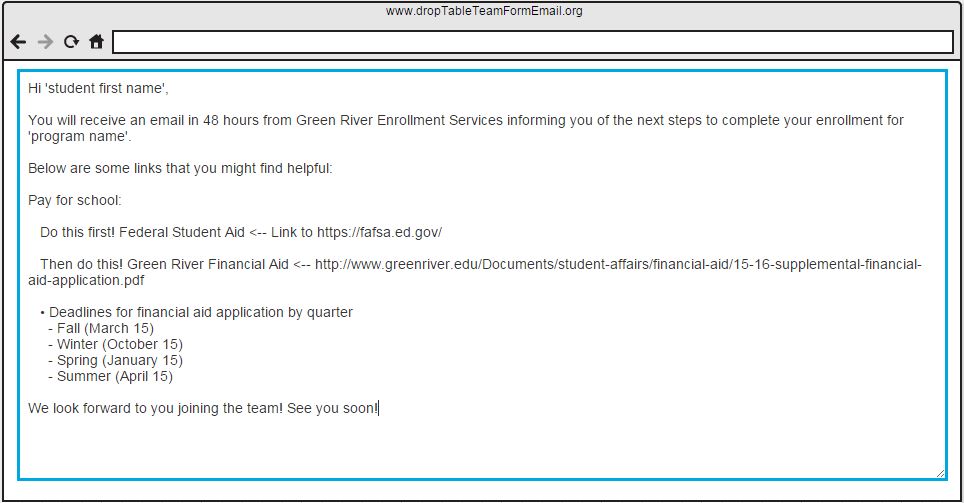 www.dropTableTeamFormEmail.org
Hi 'student first name',
You will receive an email in 48 hours from Green River Enrollment Services informing you of the next steps to complete your enrollment for
'program name'.
Below are some links that you might find helpful:
Pay for school:
Do this first! Federal Student Aid <-- Link to https://fafsa.ed.gov/
Then do this! Green River Financial Aid <-- http://www.greenriver.edu/Documents/student-affairs/financial-aid/15-16-supplemental-financial-
aid-application.pdf
• Deadlines for financial aid application by quarter
- Fall (March 15)
- Winter (October 15)
- Spring (January 15)
- Summer (April 15)
We look forward to you joining the team! See you soon!